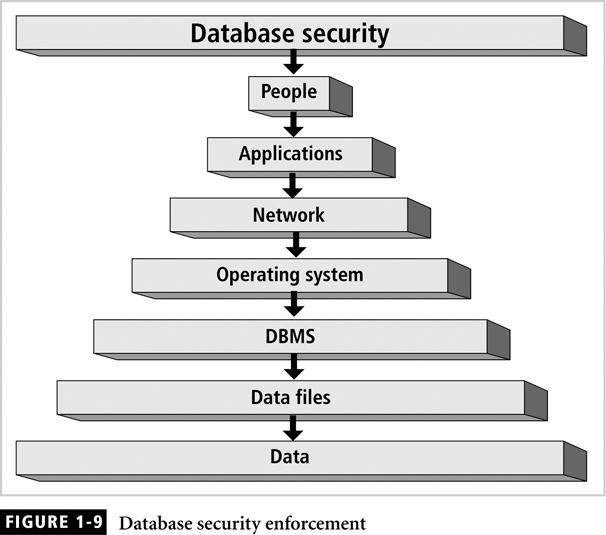 Database security
People
Applications
Network
Operating system
DBMS
Data files
Data
FIGURE 1-9 Database security enforcement